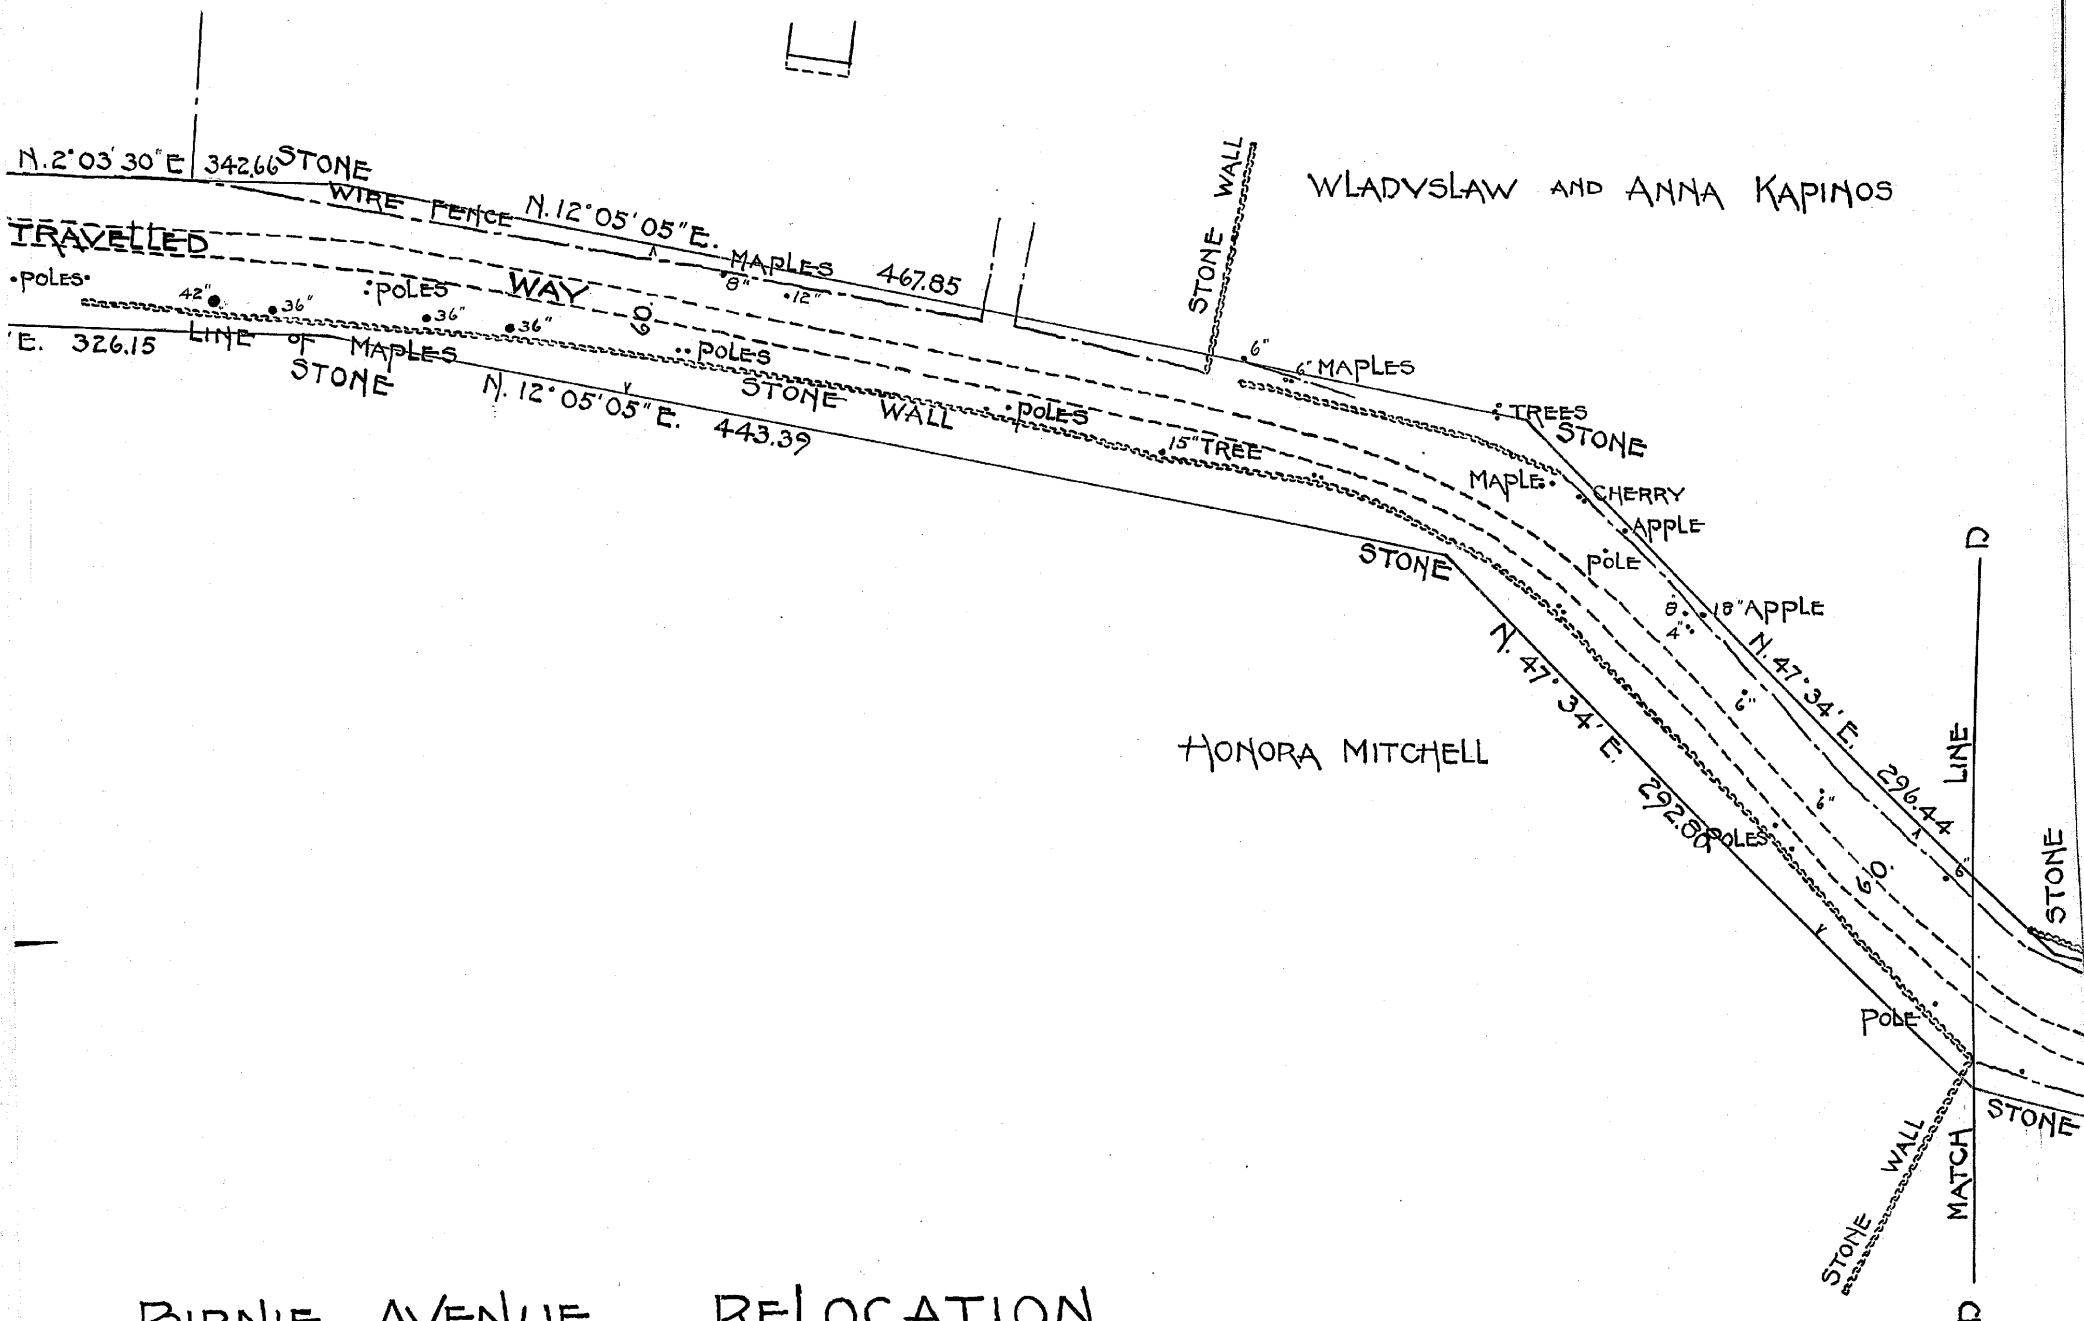 N. 2° 03' 30" E 342.66 STONE
WIRE FENCE N. 12° 05' 05" E.
MAPLES 467.85
8" 12"
TRAVELLED WAY
POLES
42" 36" POLES 36" 36"
60'
'E. 326.15 LINE OF MAPLES
STONE
N. 12° 05' 05" E. 443.39
POLES
STONE WALL
POLES
15" TREE
STONE WALL
WLADYSLAW AND ANNA KAPINOS
6"
6" MAPLES
TREES
STONE
MAPLE
CHERRY
APPLE
POLE
8" 18" APPLE
4"
N. 47° 34' E. 296.44
6"
6"
6"
60'
STONE
N. 47° 34' E. 292.80
HONORA MITCHELL
POLES
POLE
D
MATCH LINE
D
STONE
STONE
STONE WALL
BIRNIE AVENUE RELOCATION